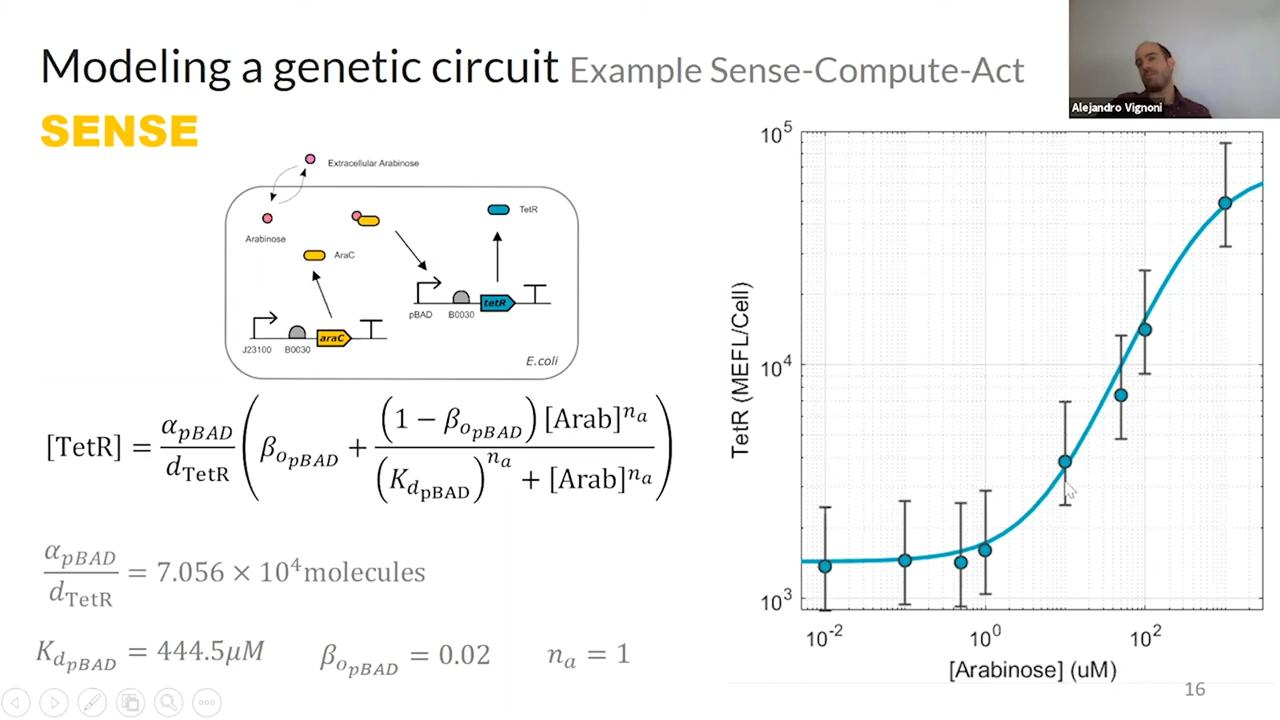 Modeling a genetic circuit Example Sense-Compute-Act
SENSE
Alejandro Vignoni
Extracellular Arabinose
Arabinose
AraC
TetR
J23100 B0030 araC
pBAD B0030 tetR
E.coli
[TetR] = α_pBAD / d_TetR ( β_o_pBAD + (1 − β_o_pBAD) [Arab]^n_a / (K_d_pBAD)^n_a + [Arab]^n_a )
α_pBAD / d_TetR = 7.056 × 10^4 molecules
K_d_pBAD = 444.5μM β_o_pBAD = 0.02 n_a = 1
TetR (MEFL/Cell)
10^5
10^4
10^3
10^-2 10^0 10^2
[Arabinose] (uM)
16